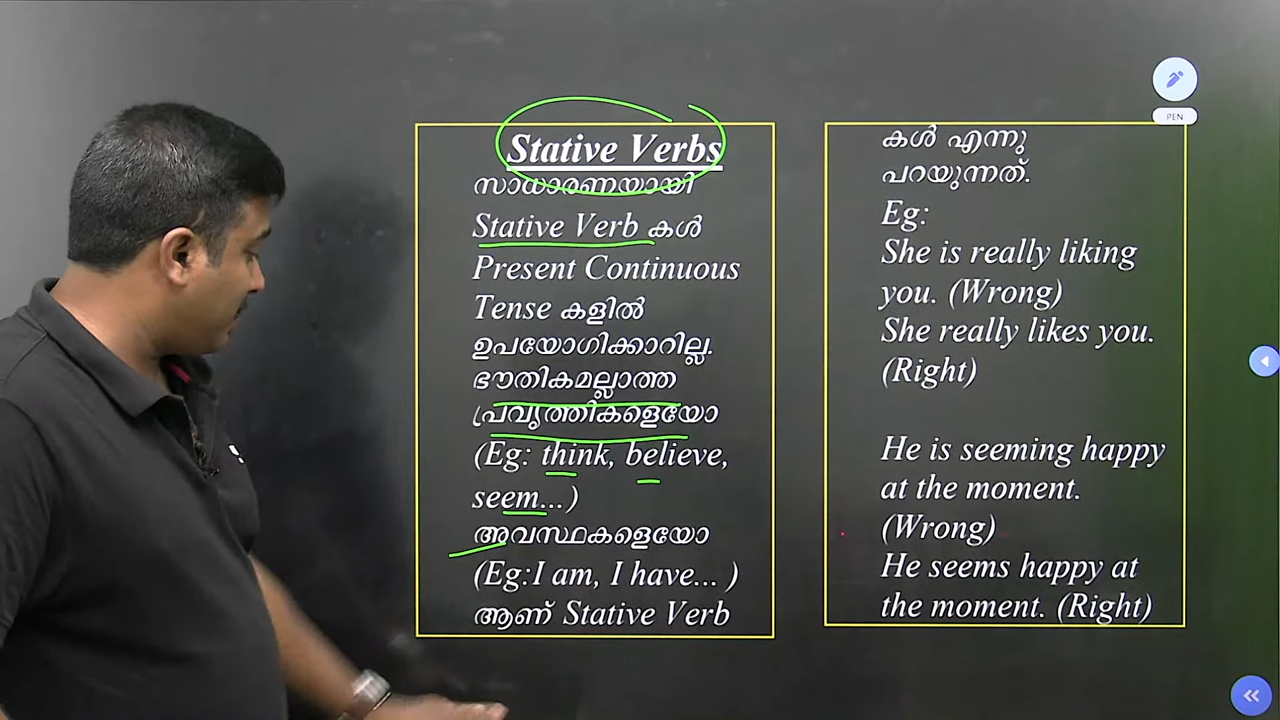 Stative Verbs
സാധാരണയായി
Stative Verb കൾ
Present Continuous
Tense കളിൽ
ഉപയോഗിക്കാറില്ല.
ഭൗതികമല്ലാത്ത
പ്രവൃത്തികളെയോ
(Eg: think, believe,
seem...)
അവസ്ഥകളെയോ
(Eg:I am, I have... )
ആണ് Stative Verb
കൾ എന്നു
പറയുന്നത്.
Eg:
She is really liking
you. (Wrong)
She really likes you.
(Right)
He is seeming happy
at the moment.
(Wrong)
He seems happy at
the moment. (Right)
PEN